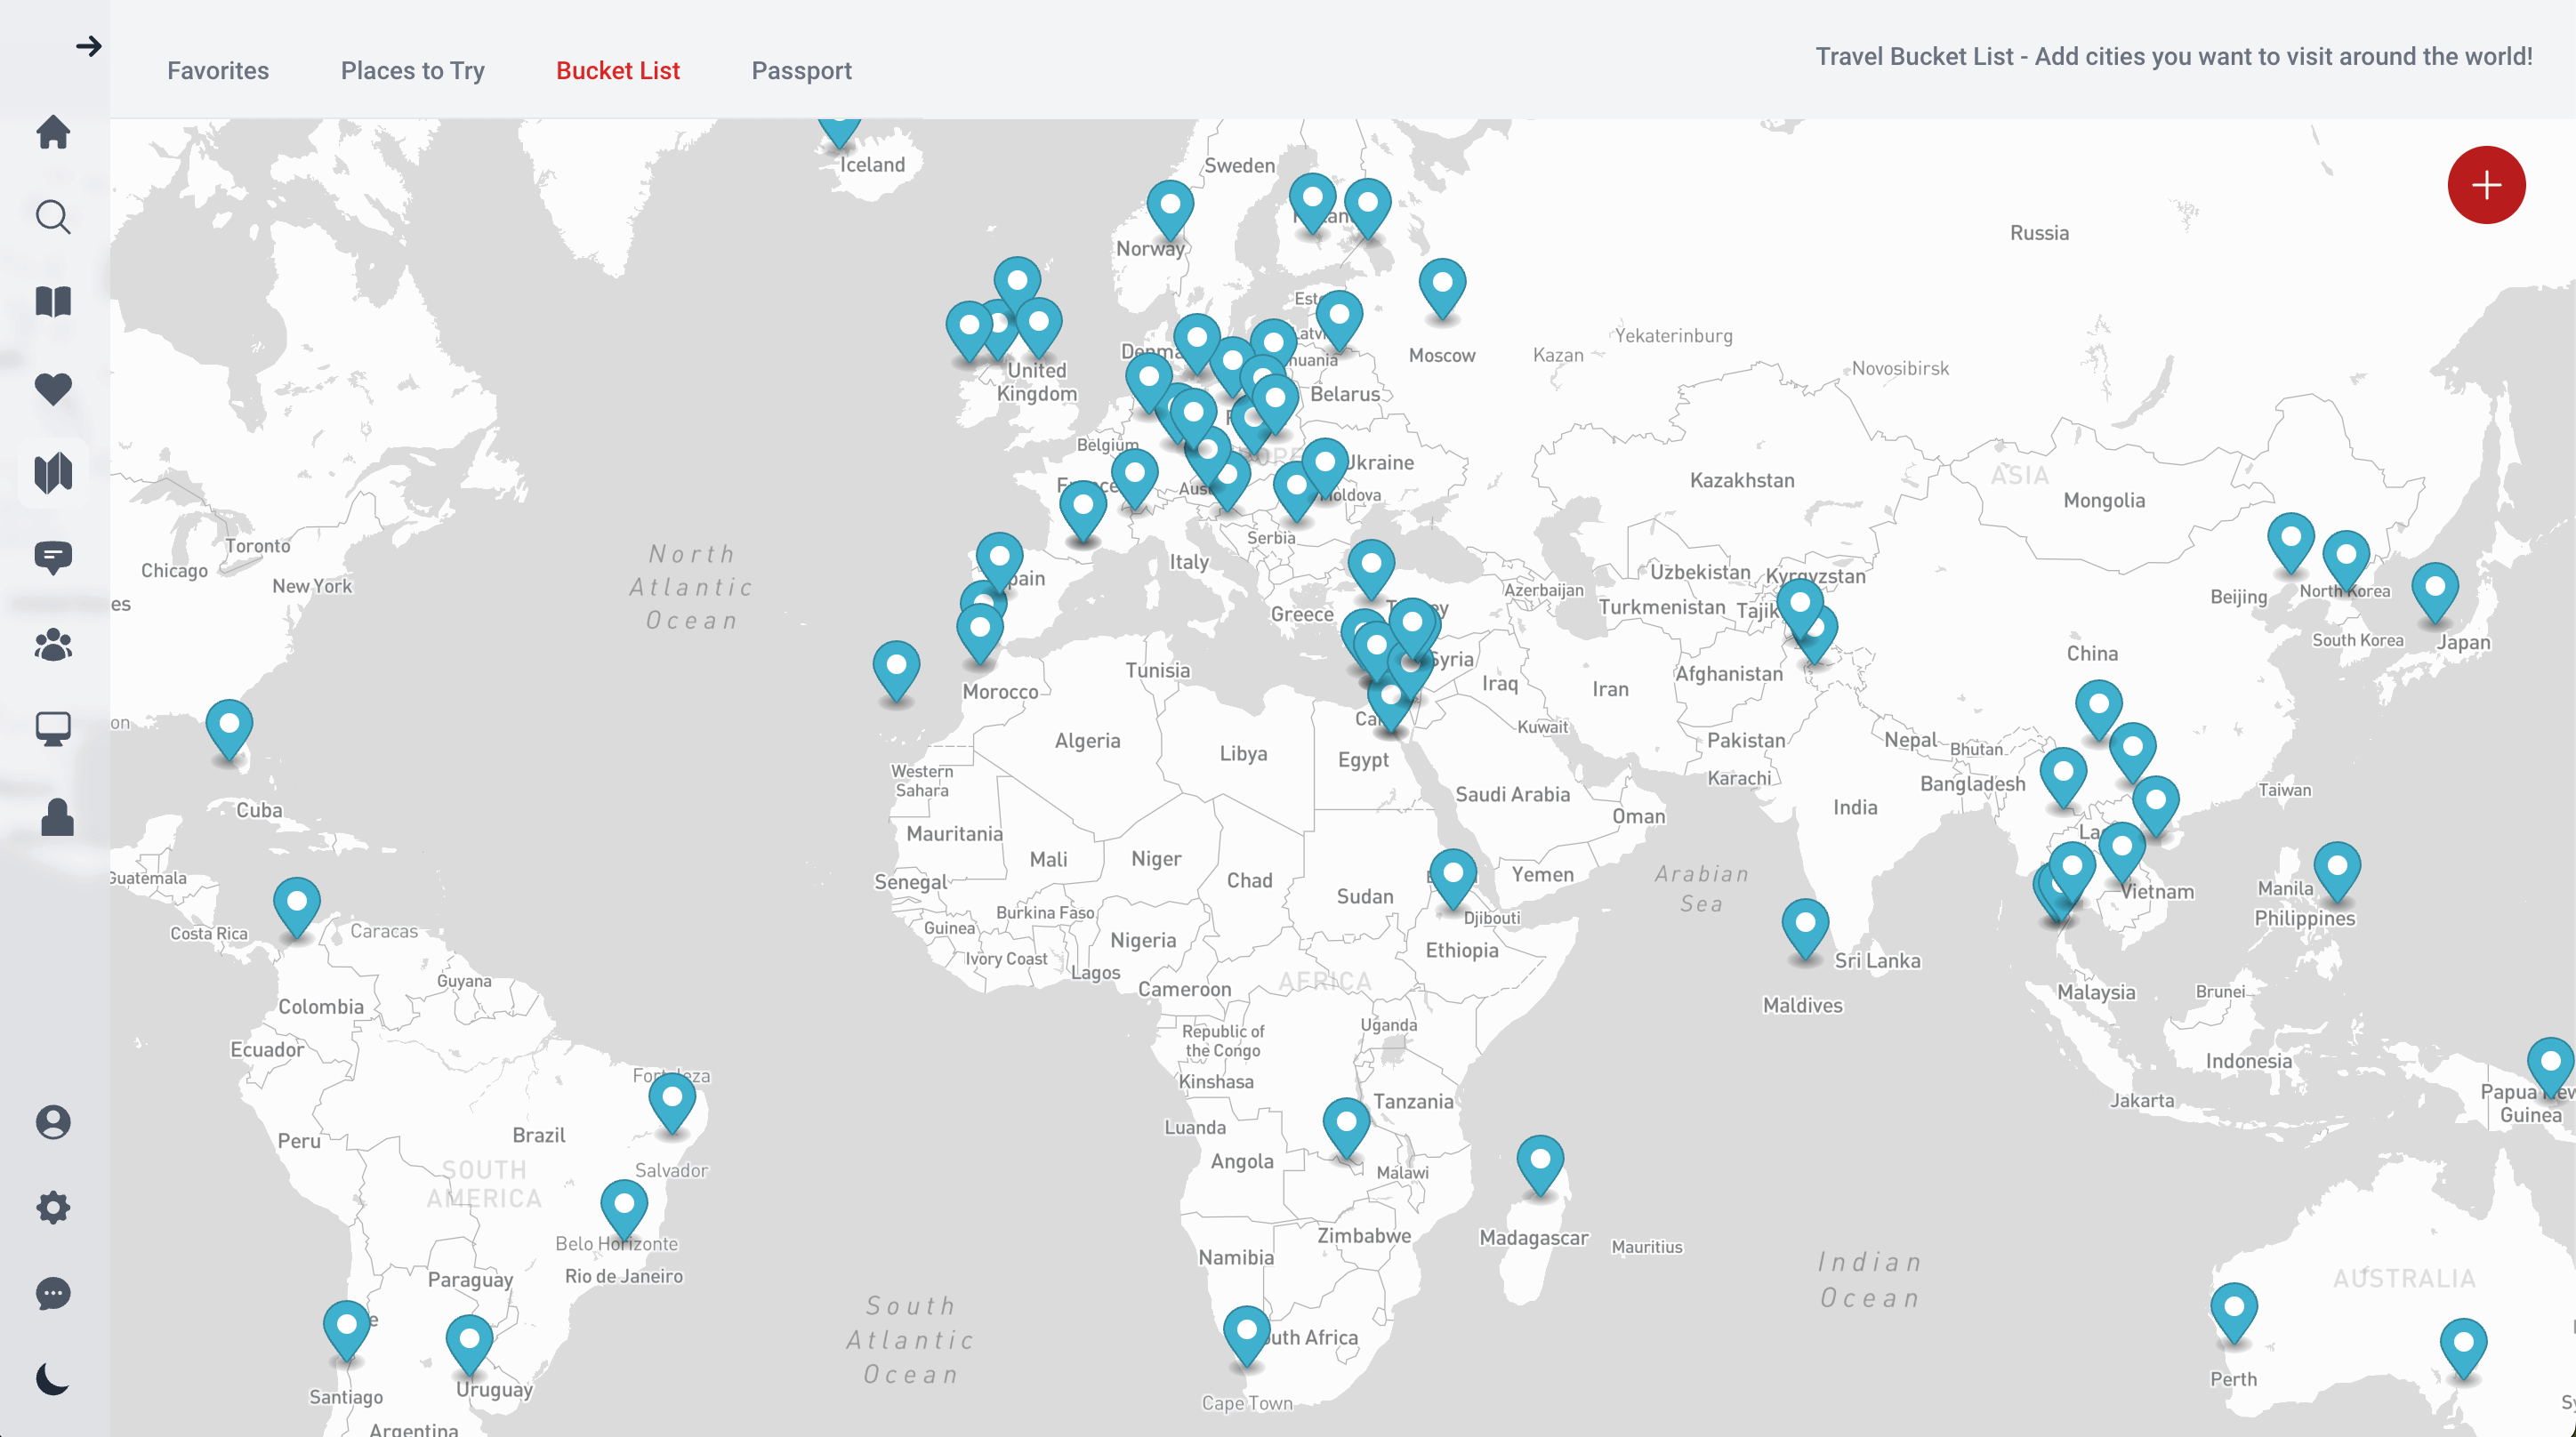 Favorites
Places to Try
Bucket List
Passport
Travel Bucket List - Add cities you want to visit around the world!
Iceland
Sweden
Norway
Russia
United
Kingdom
Moscow
Kazan
Yekaterinburg
Novosibirsk
Belarus
Belgium
Ukraine
Moldova
Kazakhstan
ASIA
Mongolia
Toronto
Chicago
New York
North
Atlantic
Ocean
Serbia
Italy
Greece
Azerbaijan
Uzbekistan
Kyrgyzstan
Turkmenistan
Beijing
North Korea
South Korea
Japan
China
Tunisia
Syria
Iraq
Iran
Afghanistan
Morocco
Algeria
Libya
Egypt
Kuwait
Pakistan
Karachi
Nepal
Bhutan
Bangladesh
India
Taiwan
Western
Sahara
Saudi Arabia
Oman
Cuba
Mauritania
Mali
Niger
Chad
Sudan
Yemen
Arabian
Sea
Guatemala
Senegal
Burkina Faso
Guinea
Djibouti
Vietnam
Manila
Philippines
Costa Rica
Caracas
Nigeria
Ivory Coast
Lagos
Ethiopia
Sri Lanka
Guyana
Cameroon
AFRICA
Maldives
Malaysia
Brunei
Colombia
Ecuador
Republic of
the Congo
Uganda
Kinshasa
Tanzania
Indonesia
Jakarta
Guinea
Peru
Brazil
Luanda
Angola
Malawi
SOUTH
AMERICA
Salvador
Belo Horizonte
Rio de Janeiro
Zimbabwe
Namibia
Madagascar
Mauritius
Indian
Ocean
AUSTRALIA
Paraguay
South
Atlantic
Ocean
Santiago
Uruguay
Argentina
Cape Town
Perth